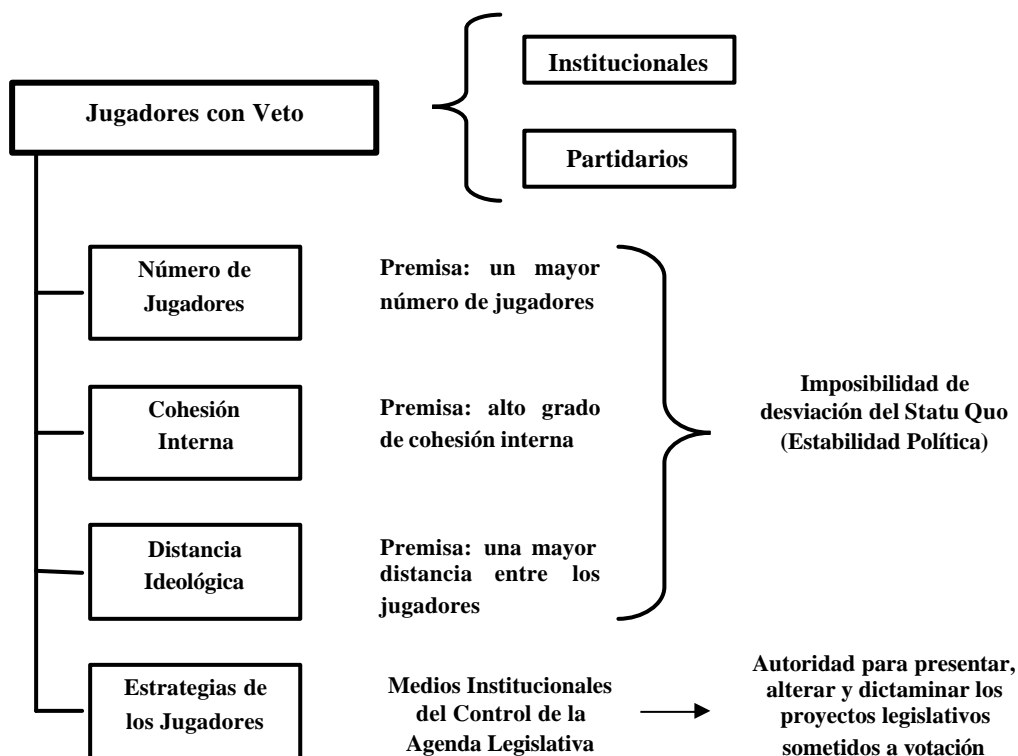 Jugadores con Veto
Institucionales
Partidarios
Número de
Jugadores
Premisa: un mayor
número de jugadores
Cohesión
Interna
Premisa: alto grado
de cohesión interna
Distancia
Ideológica
Premisa: una mayor
distancia entre los
jugadores
Imposibilidad de
desviación del Statu Quo
(Estabilidad Política)
Estrategias de
los Jugadores
Medios Institucionales
del Control de la
Agenda Legislativa
Autoridad para presentar,
alterar y dictaminar los
proyectos legislativos
sometidos a votación